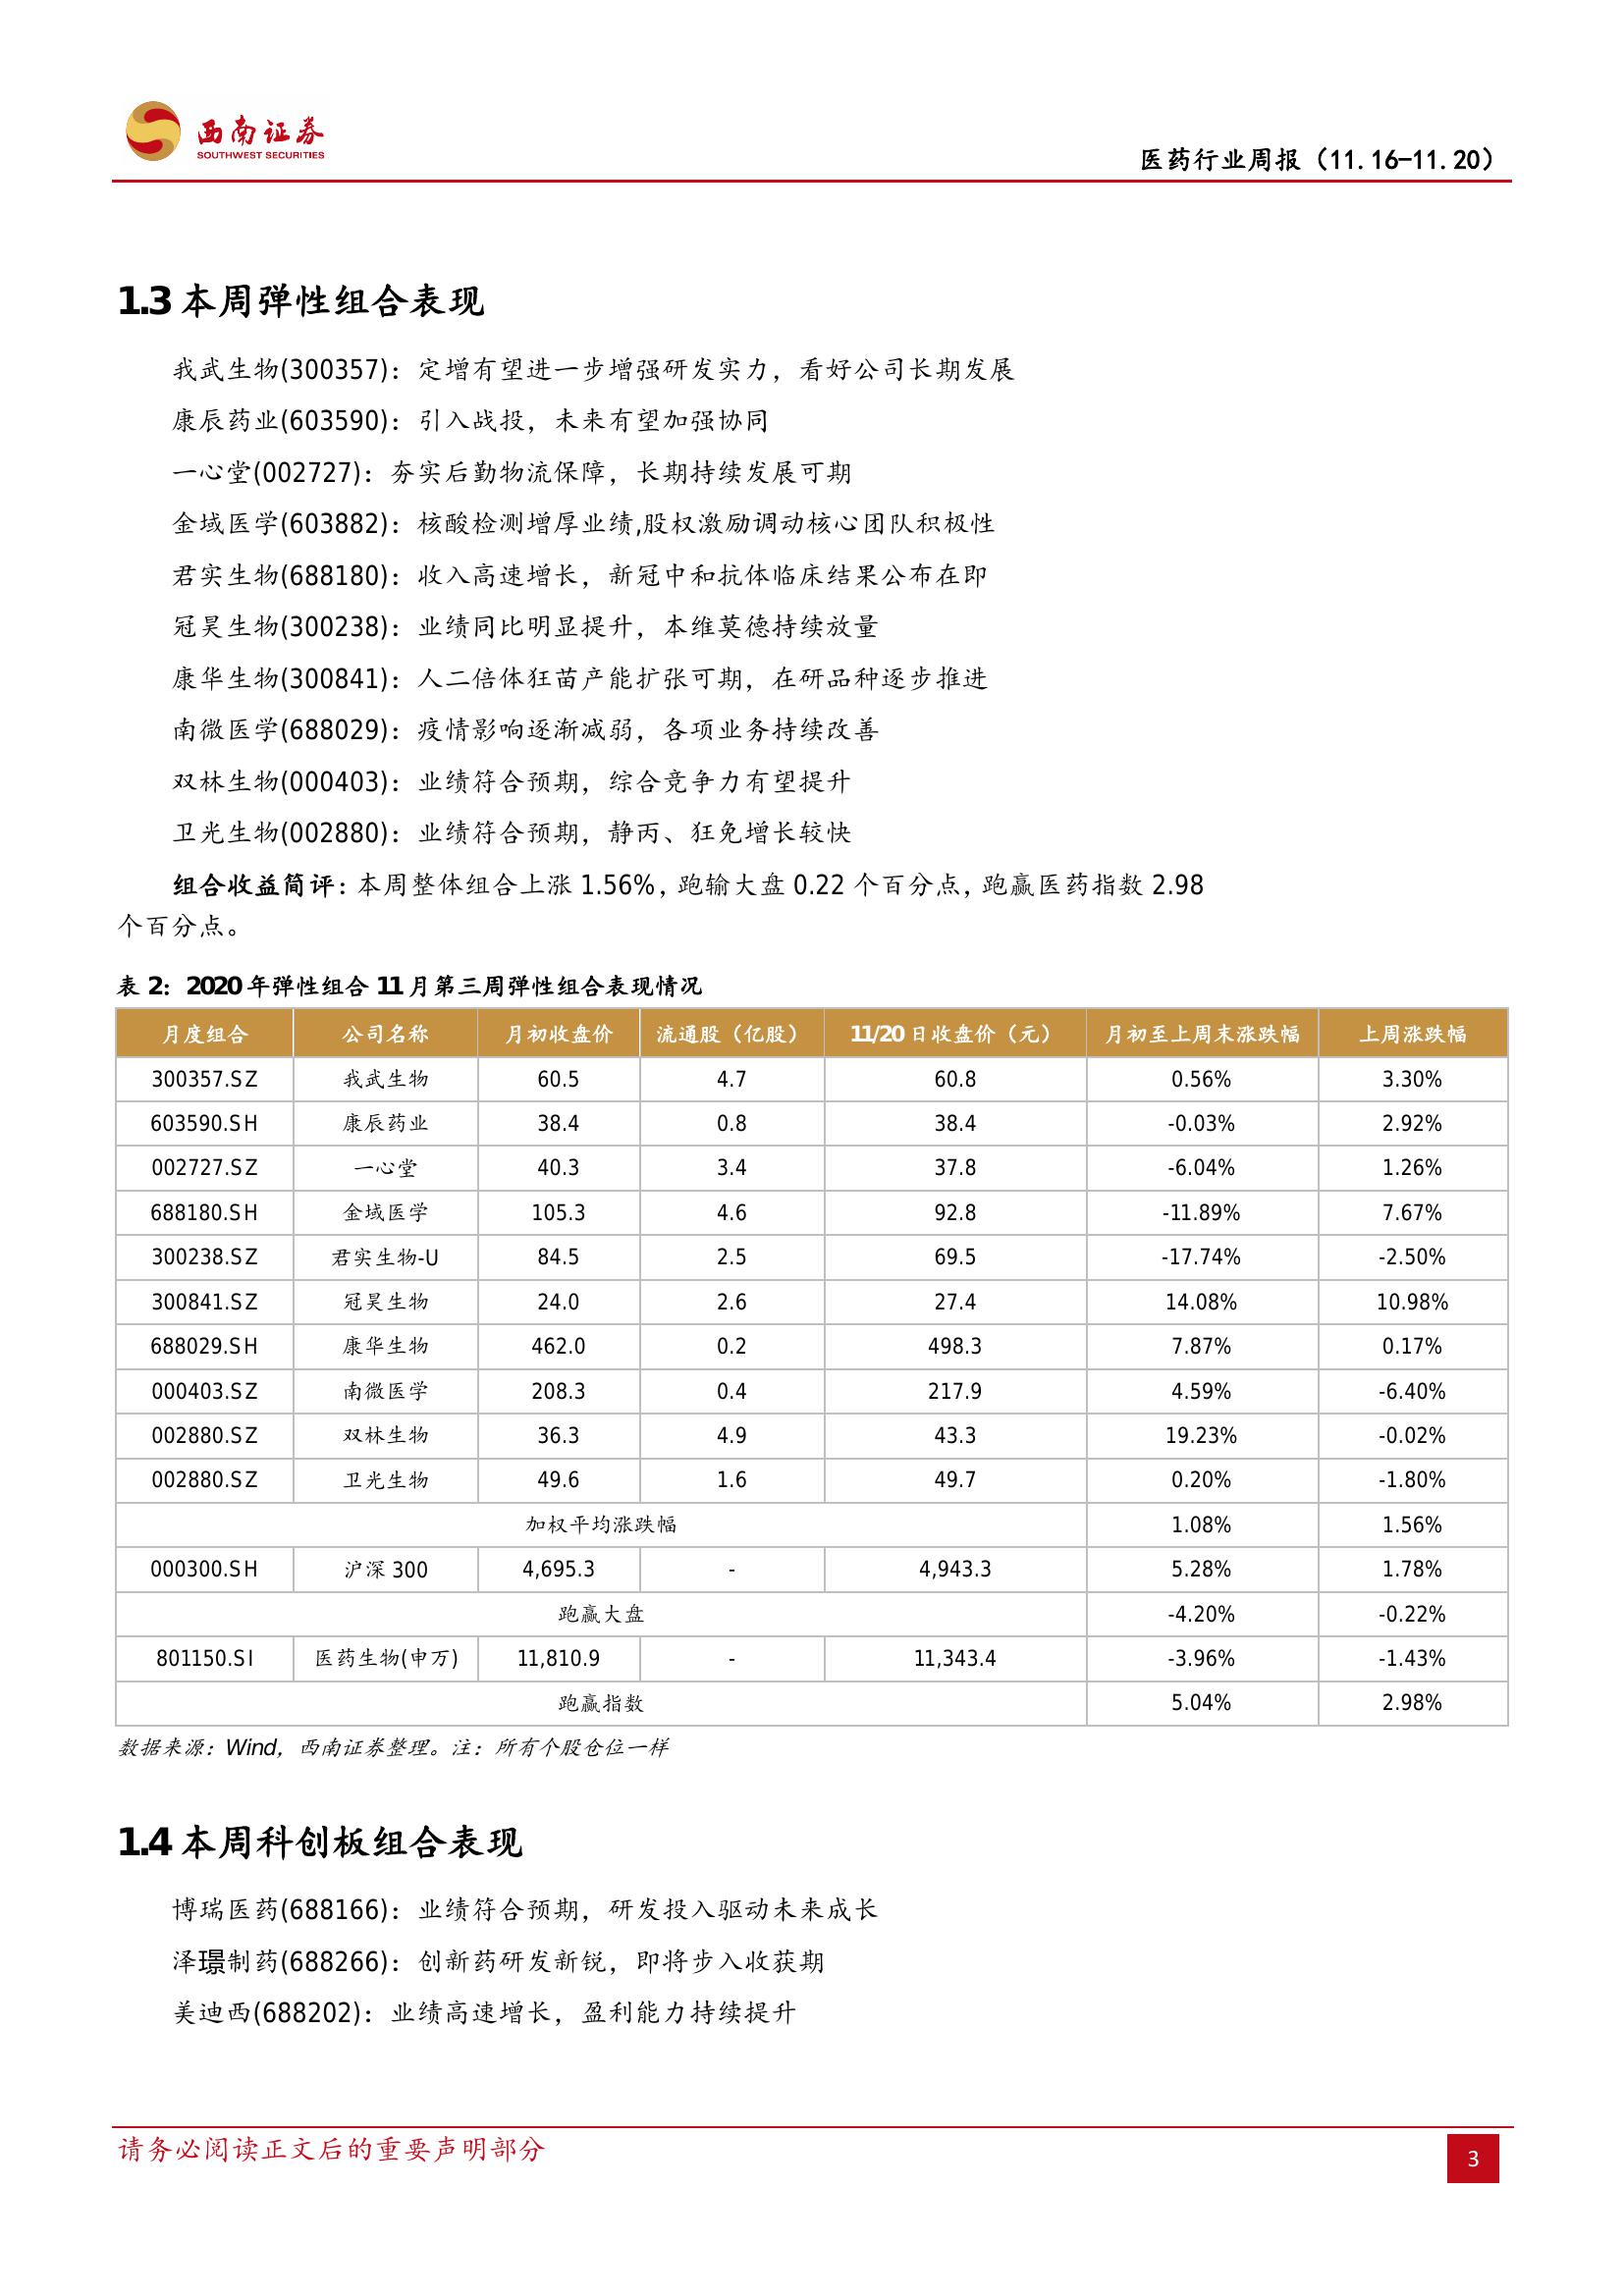 西南证券
SOUTHWEST SECURITIES
医药行业周报（11.16-11.20）
1.3 本周弹性组合表现
我武生物(300357)：定增有望进一步增强研发实力，看好公司长期发展
康辰药业(603590)：引入战投，未来有望加强协同
一心堂(002727)：夯实后勤物流保障，长期持续发展可期
金域医学(603882)：核酸检测增厚业绩,股权激励调动核心团队积极性
君实生物(688180)：收入高速增长，新冠中和抗体临床结果公布在即
冠昊生物(300238)：业绩同比明显提升，本维莫德持续放量
康华生物(300841)：人二倍体狂苗产能扩张可期，在研品种逐步推进
南微医学(688029)：疫情影响逐渐减弱，各项业务持续改善
双林生物(000403)：业绩符合预期，综合竞争力有望提升
卫光生物(002880)：业绩符合预期，静丙、狂免增长较快
组合收益简评：本周整体组合上涨 1.56%，跑输大盘 0.22 个百分点，跑赢医药指数 2.98
个百分点。
表 2：2020 年弹性组合 11 月第三周弹性组合表现情况
月度组合 公司名称 月初收盘价 流通股（亿股） 11/20 日收盘价（元） 月初至上周末涨跌幅 上周涨跌幅
300357.SZ 我武生物 60.5 4.7 60.8 0.56% 3.30%
603590.SH 康辰药业 38.4 0.8 38.4 -0.03% 2.92%
002727.SZ 一心堂 40.3 3.4 37.8 -6.04% 1.26%
688180.SH 金域医学 105.3 4.6 92.8 -11.89% 7.67%
300238.SZ 君实生物-U 84.5 2.5 69.5 -17.74% -2.50%
300841.SZ 冠昊生物 24.0 2.6 27.4 14.08% 10.98%
688029.SH 康华生物 462.0 0.2 498.3 7.87% 0.17%
000403.SZ 南微医学 208.3 0.4 217.9 4.59% -6.40%
002880.SZ 双林生物 36.3 4.9 43.3 19.23% -0.02%
002880.SZ 卫光生物 49.6 1.6 49.7 0.20% -1.80%
加权平均涨跌幅 1.08% 1.56%
000300.SH 沪深 300 4,695.3 - 4,943.3 5.28% 1.78%
跑赢大盘 -4.20% -0.22%
801150.SI 医药生物(申万) 11,810.9 - 11,343.4 -3.96% -1.43%
跑赢指数 5.04% 2.98%
数据来源：Wind，西南证券整理。注：所有个股仓位一样
1.4 本周科创板组合表现
博瑞医药(688166)：业绩符合预期，研发投入驱动未来成长
泽璟制药(688266)：创新药研发新锐，即将步入收获期
美迪西(688202)：业绩高速增长，盈利能力持续提升
请务必阅读正文后的重要声明部分
3